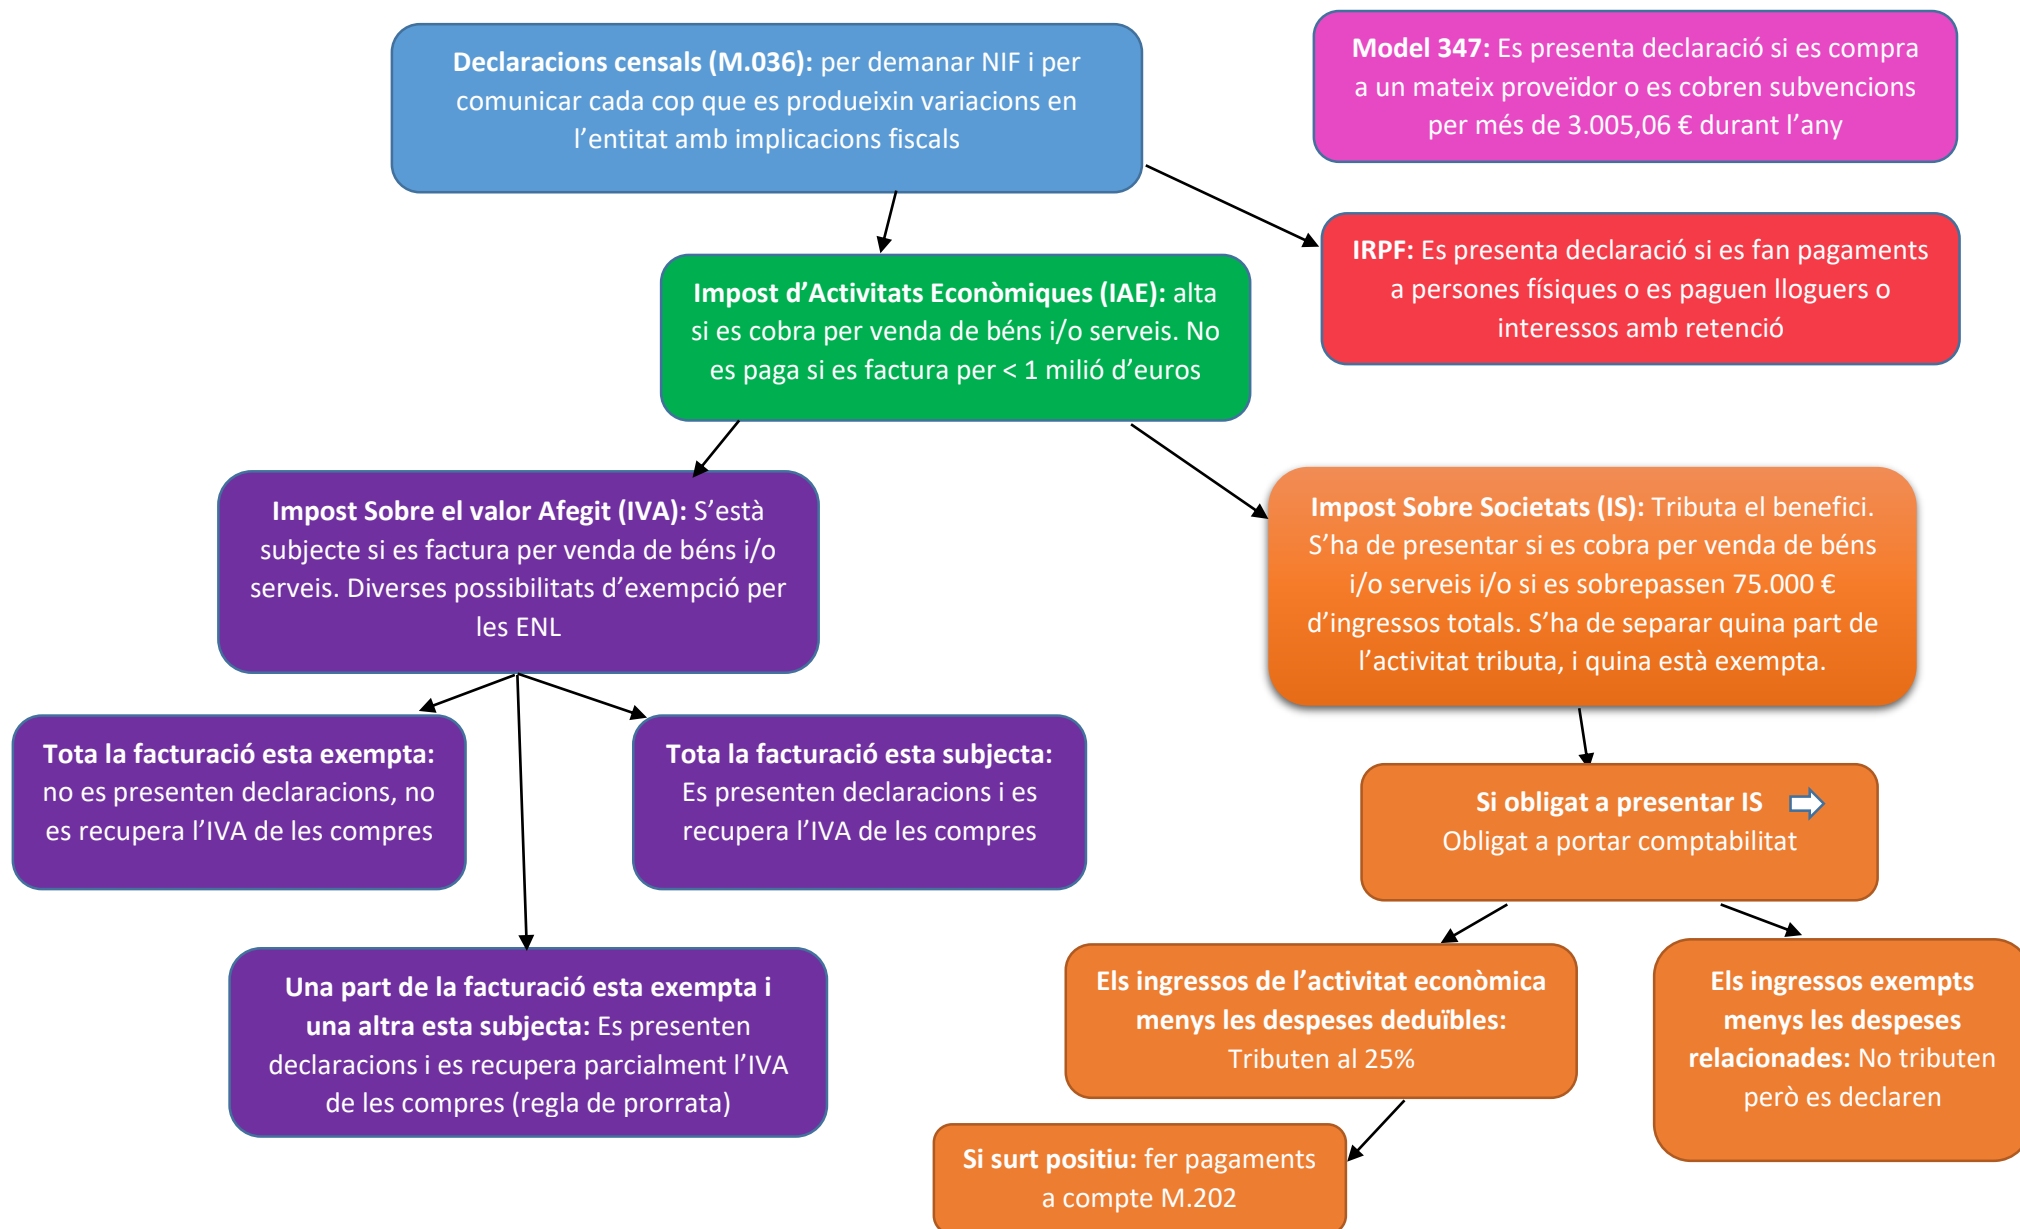 Declaracions censals (M.036): per demanar NIF i per
comunicar cada cop que es produeixin variacions en
l’entitat amb implicacions fiscals
Model 347: Es presenta declaració si es compra
a un mateix proveïdor o es cobren subvencions
per més de 3.005,06 € durant l’any
IRPF: Es presenta declaració si es fan pagaments
a persones físiques o es paguen lloguers o
interessos amb retenció
Impost d’Activitats Econòmiques (IAE): alta
si es cobra per venda de béns i/o serveis. No
es paga si es factura per < 1 milió d’euros
Impost Sobre el valor Afegit (IVA): S’està
subjecte si es factura per venda de béns i/o
serveis. Diverses possibilitats d’exempció per
les ENL
Impost Sobre Societats (IS): Tributa el benefici.
S’ha de presentar si es cobra per venda de béns
i/o serveis i/o si es sobrepassen 75.000 €
d’ingressos totals. S’ha de separar quina part de
l’activitat tributa, i quina està exempta.
Tota la facturació esta exempta:
no es presenten declaracions, no
es recupera l’IVA de les compres
Tota la facturació esta subjecta:
Es presenten declaracions i es
recupera l’IVA de les compres
Si obligat a presentar IS
Obligat a portar comptabilitat
Una part de la facturació esta exempta i
una altra esta subjecta: Es presenten
declaracions i es recupera parcialment l’IVA
de les compres (regla de prorrata)
Els ingressos de l’activitat econòmica
menys les despeses deduïbles:
Tributen al 25%
Els ingressos exempts
menys les despeses
relacionades: No tributen
però es declaren
Si surt positiu: fer pagaments
a compte M.202